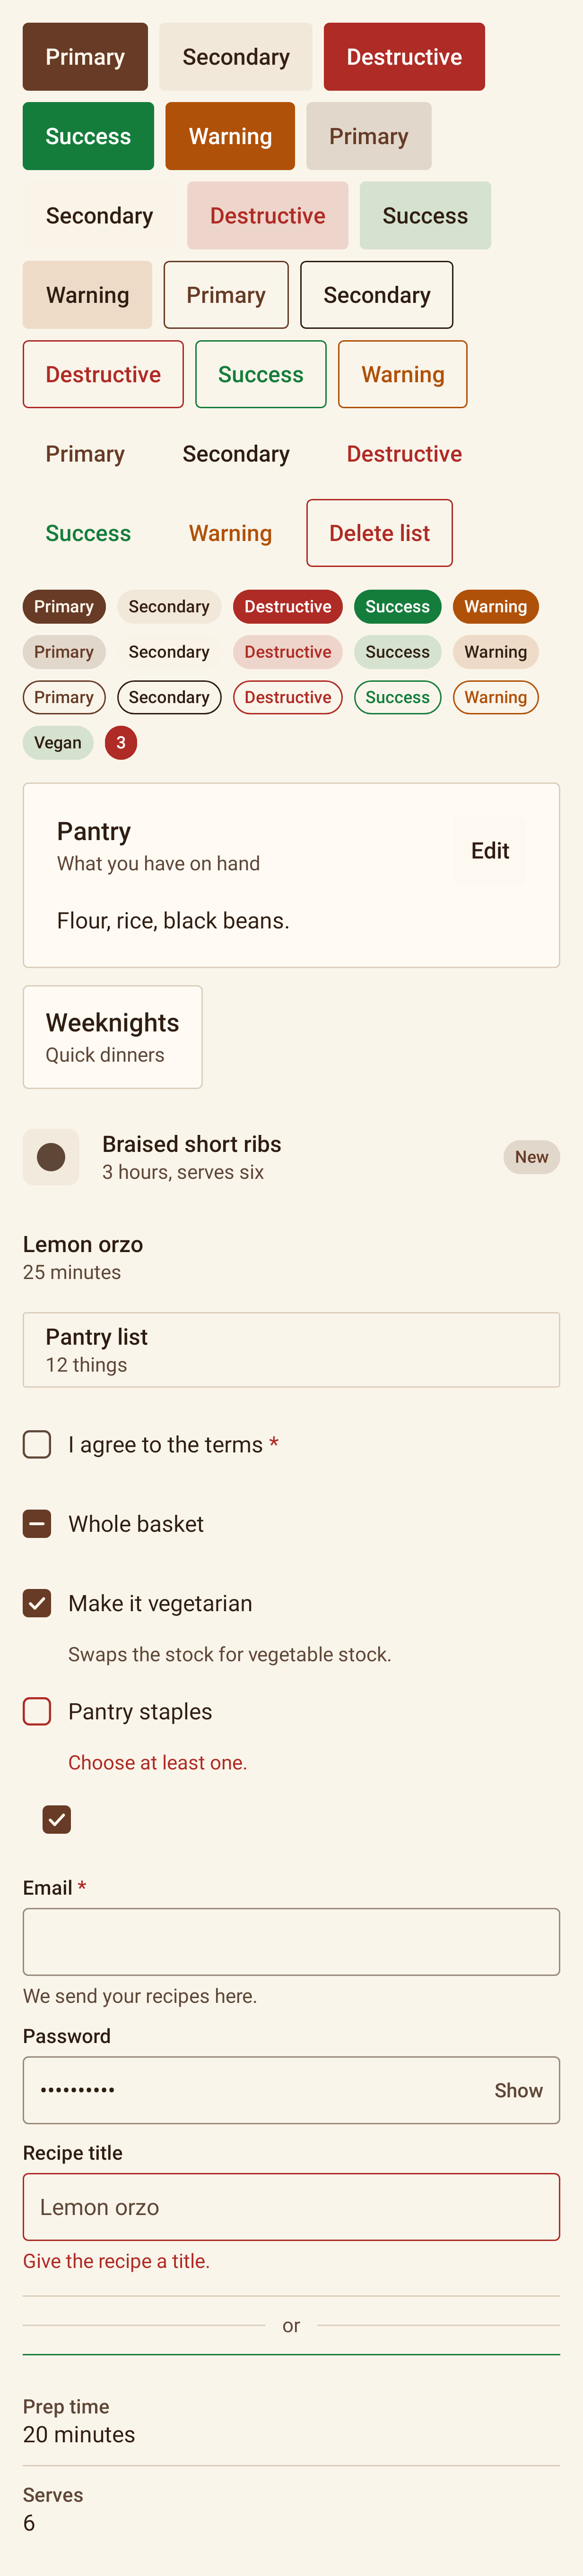 Primary Secondary Destructive
Success Warning Primary
Secondary Destructive Success
Warning Primary Secondary
Destructive Success Warning
Primary Secondary Destructive
Success Warning Delete list
Primary Secondary Destructive Success Warning
Primary Secondary Destructive Success Warning
Primary Secondary Destructive Success Warning
Vegan 3
Pantry
What you have on hand
Edit
Flour, rice, black beans.
Weeknights
Quick dinners
Braised short ribs
3 hours, serves six
New
Lemon orzo
25 minutes
Pantry list
12 things
I agree to the terms *
Whole basket
Make it vegetarian
Swaps the stock for vegetable stock.
Pantry staples
Choose at least one.
Email *
We send your recipes here.
Password
•••••••••• Show
Recipe title
Lemon orzo
Give the recipe a title.
or
Prep time
20 minutes
Serves
6